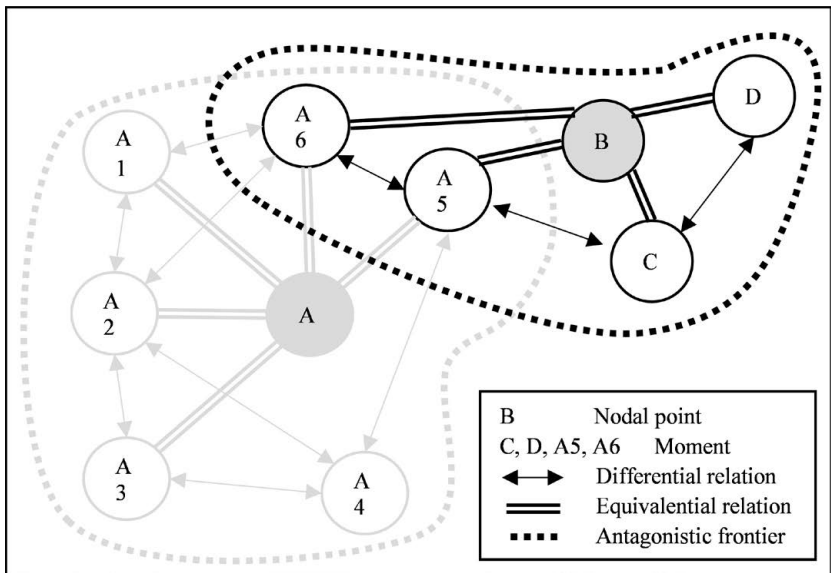 A
6
D
B
A
1
A
5
C
A
2
A
A
3
A
4
B Nodal point
C, D, A5, A6 Moment
Differential relation
Equivalential relation
Antagonistic frontier